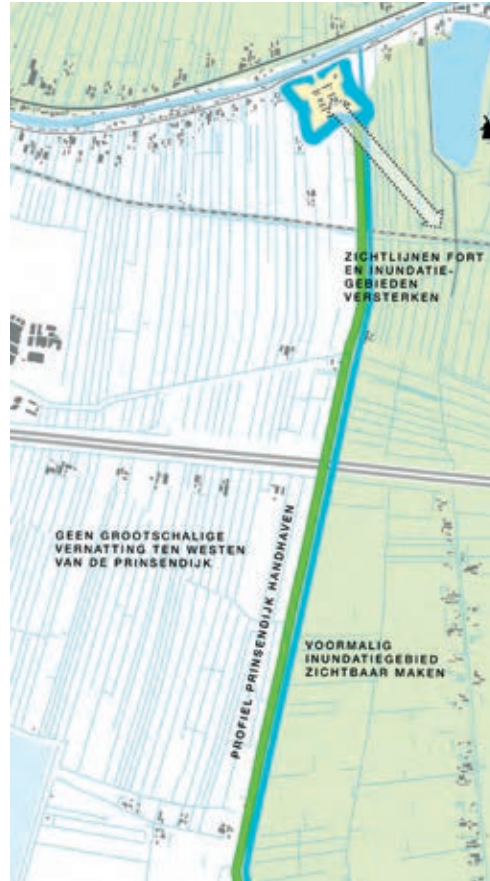 ZICHTLIJNEN FORT
EN INUNDATIE-
GEBIEDEN
VERSTERKEN
GEEN GROOTSCHALIGE
VERNATTING TEN WESTEN
VAN DE PRINSENDIJK
PROFIEL PRINSENDIJK HANDHAVEN
VOORMALIG
INUNDATIEGEBIED
ZICHTBAAR MAKEN